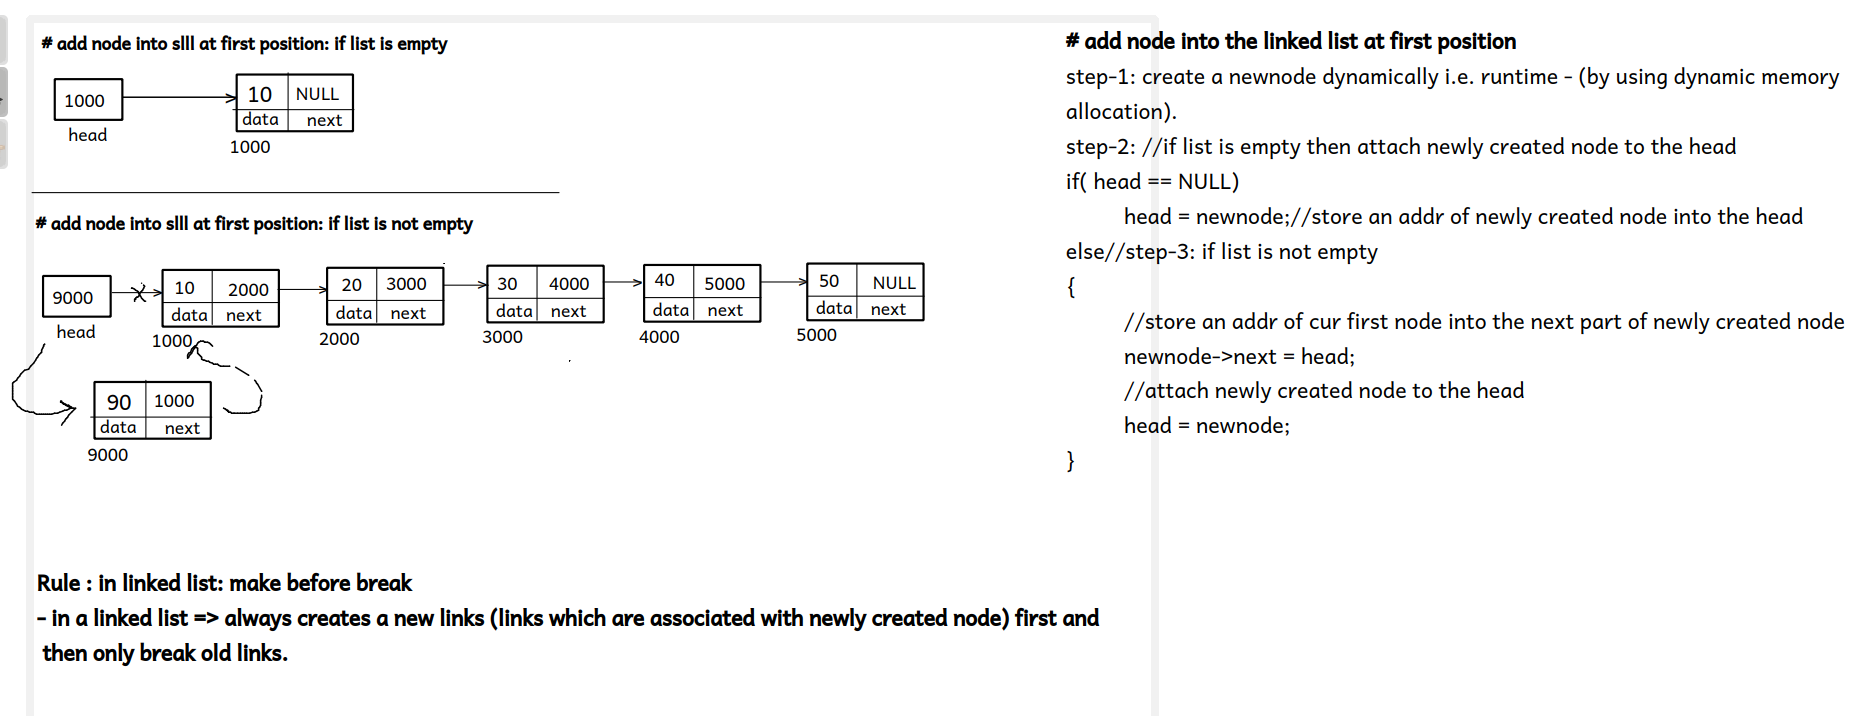 # add node into slll at first position: if list is empty
1000
10 NULL
data next
head
1000
# add node into slll at first position: if list is not empty
9000
10 2000
20 3000
30 4000
40 5000
50 NULL
data next
data next
data next
data next
data next
head
1000
2000
3000
4000
5000
90 1000
data next
9000
Rule : in linked list: make before break
- in a linked list => always creates a new links (links which are associated with newly created node) first and
then only break old links.
# add node into the linked list at first position
step-1: create a newnode dynamically i.e. runtime - (by using dynamic memory
allocation).
step-2: //if list is empty then attach newly created node to the head
if( head == NULL)
head = newnode;//store an addr of newly created node into the head
else//step-3: if list is not empty
{
//store an addr of cur first node into the next part of newly created node
newnode->next = head;
//attach newly created node to the head
head = newnode;
}